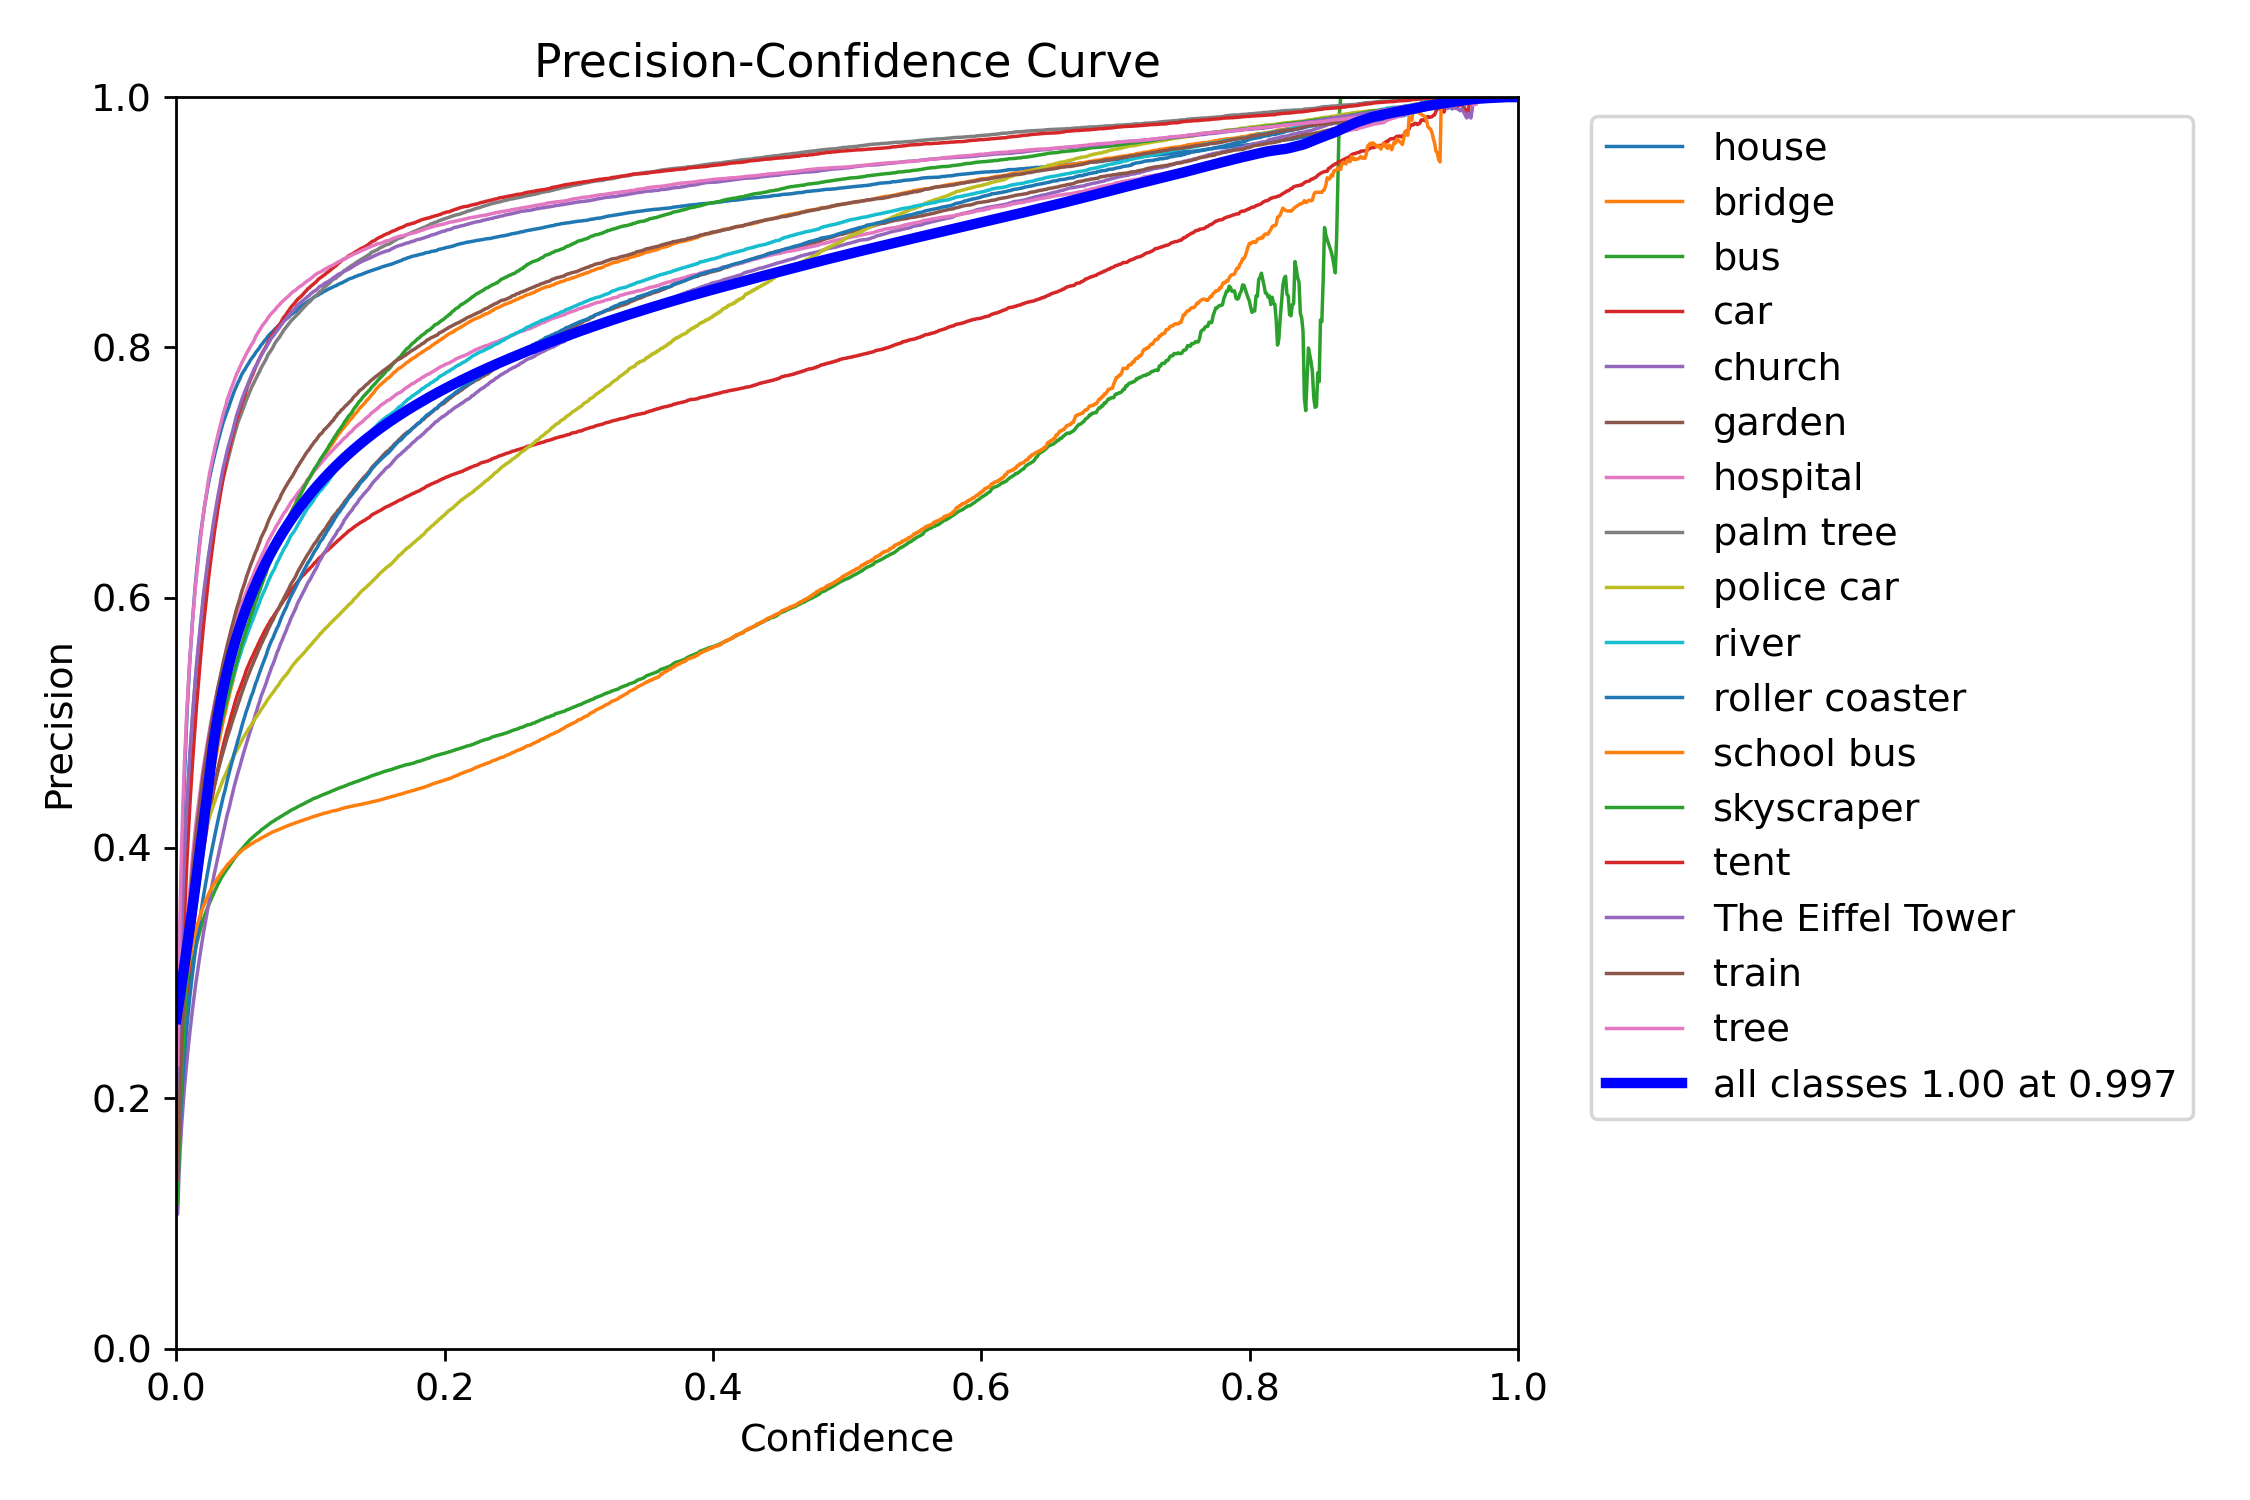 Precision-Confidence Curve
1.0
0.8
0.6
0.4
0.2
0.0
Precision
0.0 0.2 0.4 0.6 0.8 1.0
Confidence
house
bridge
bus
car
church
garden
hospital
palm tree
police car
river
roller coaster
school bus
skyscraper
tent
The Eiffel Tower
train
tree
all classes 1.00 at 0.997